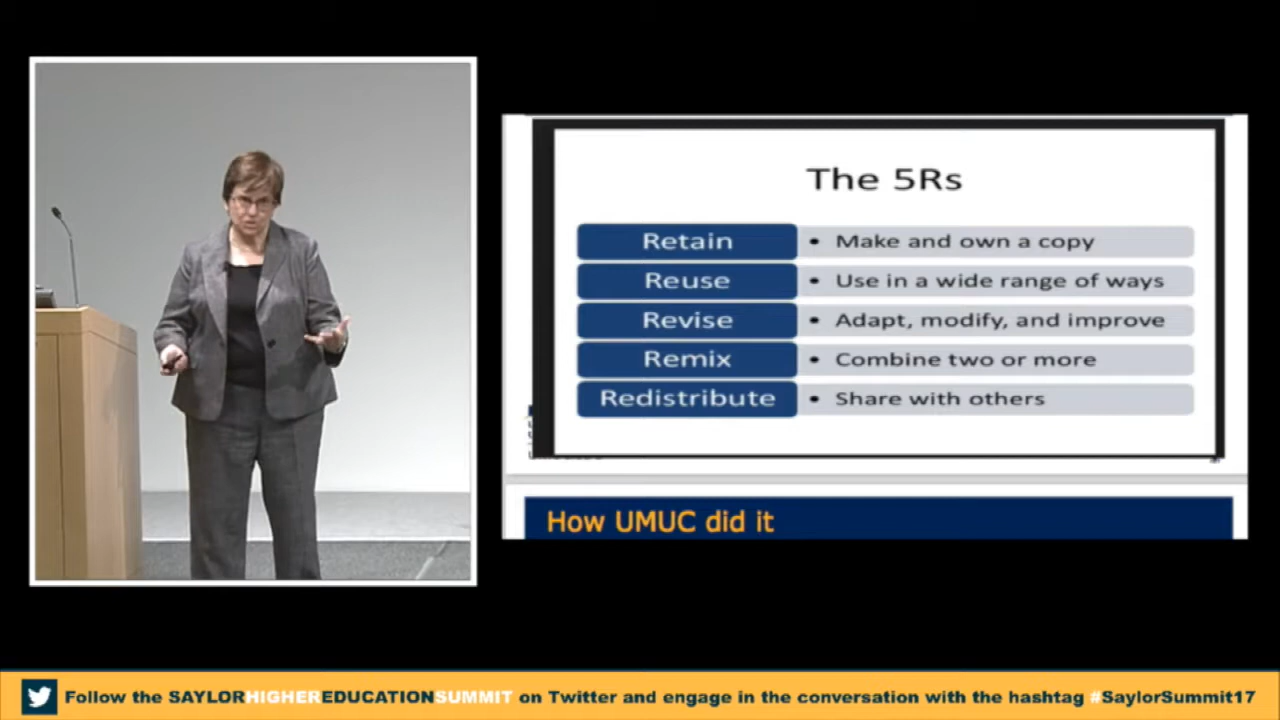 The 5Rs
Retain • Make and own a copy
Reuse • Use in a wide range of ways
Revise • Adapt, modify, and improve
Remix • Combine two or more
Redistribute • Share with others
How UMUC did it
Follow the SAYLORHIGHEREDUCATIONSUMMIT on Twitter and engage in the conversation with the hashtag #SaylorSummit17